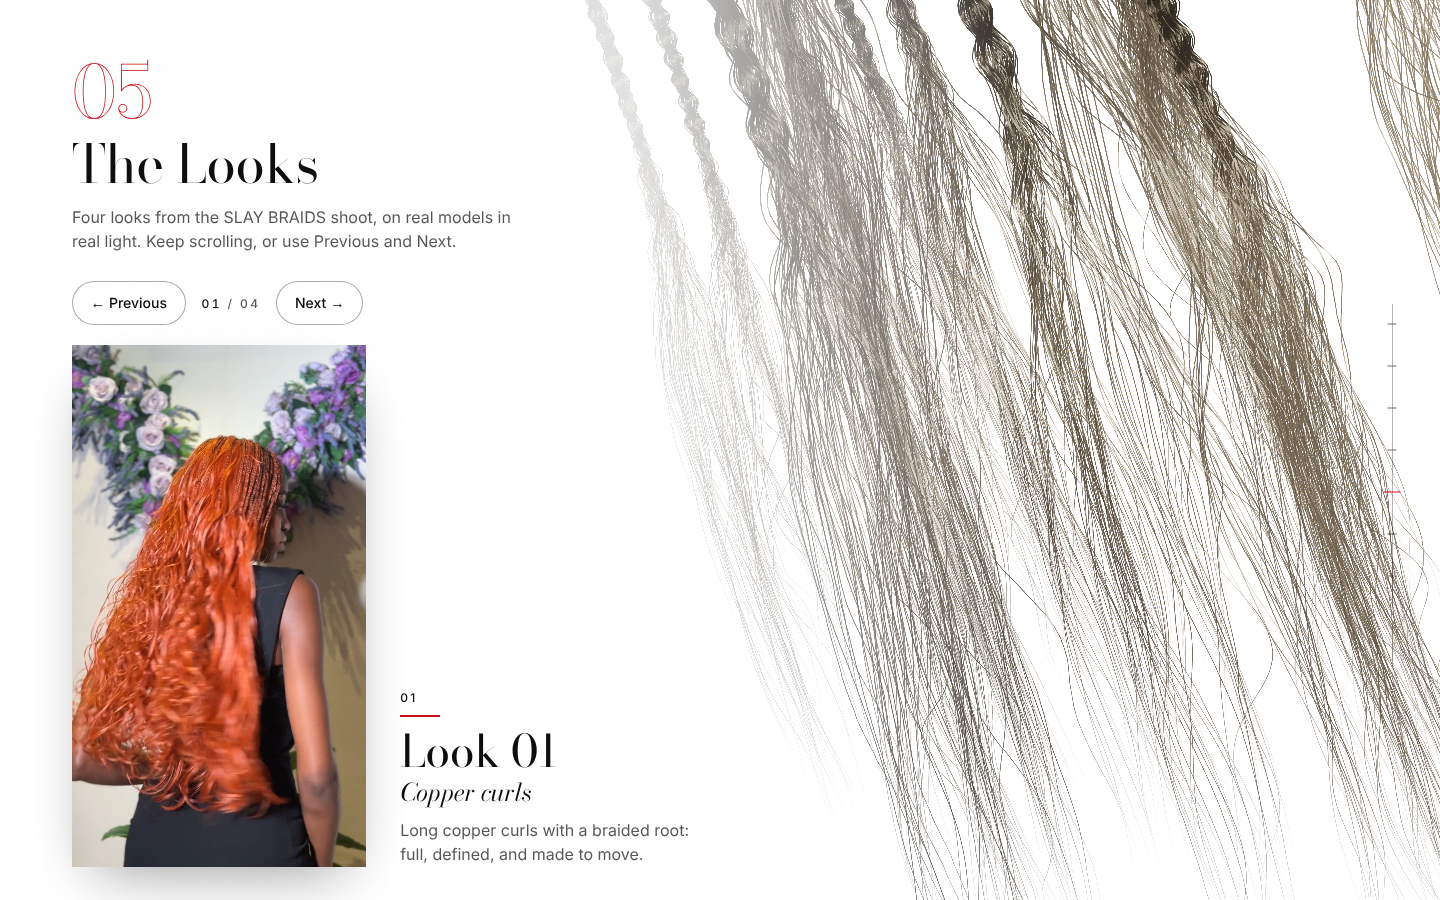 05
The Looks
Four looks from the SLAY BRAIDS shoot, on real models in
real light. Keep scrolling, or use Previous and Next.
← Previous 01 / 04 Next →
01
Look 01
Copper curls
Long copper curls with a braided root:
full, defined, and made to move.